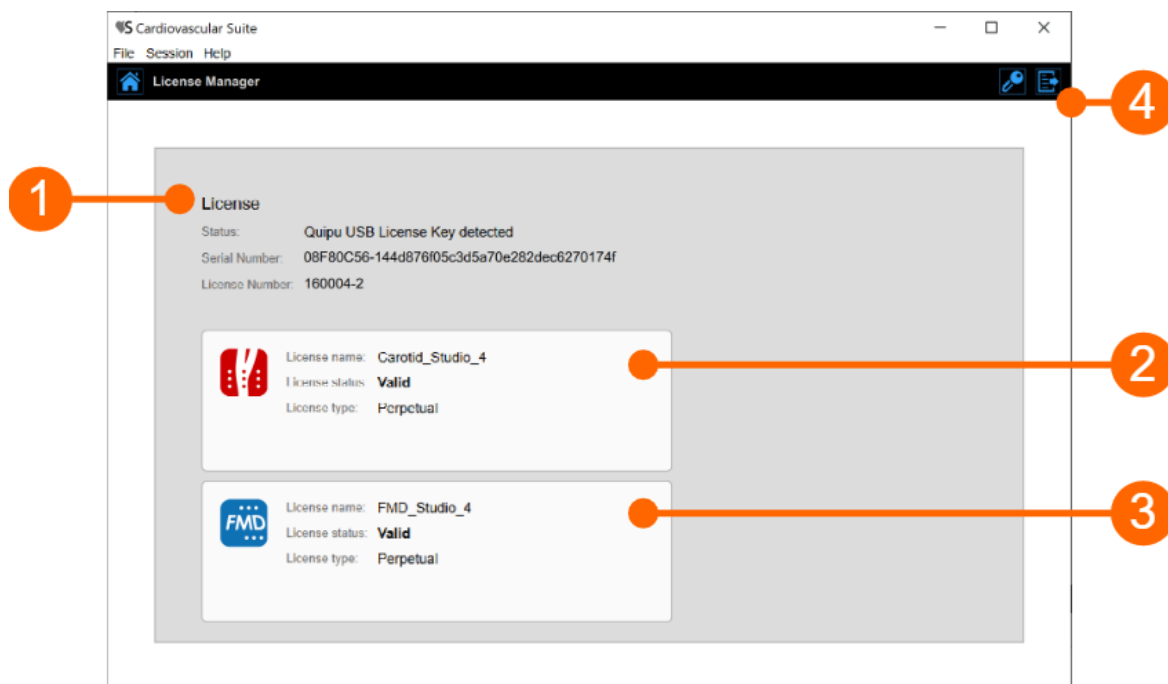 VS Cardiovascular Suite
File Session Help
License Manager
4
1
License
Status: Quipu USB License Key detected
Serial Number: 08F80C56-144d876f05c3d5a70e282dec6270174f
License Number: 160004-2
2
License name: Carotid_Studio_4
License status Valid
License type: Perpetual
3
FMD
License name: FMD_Studio_4
License status: Valid
License type: Perpetual